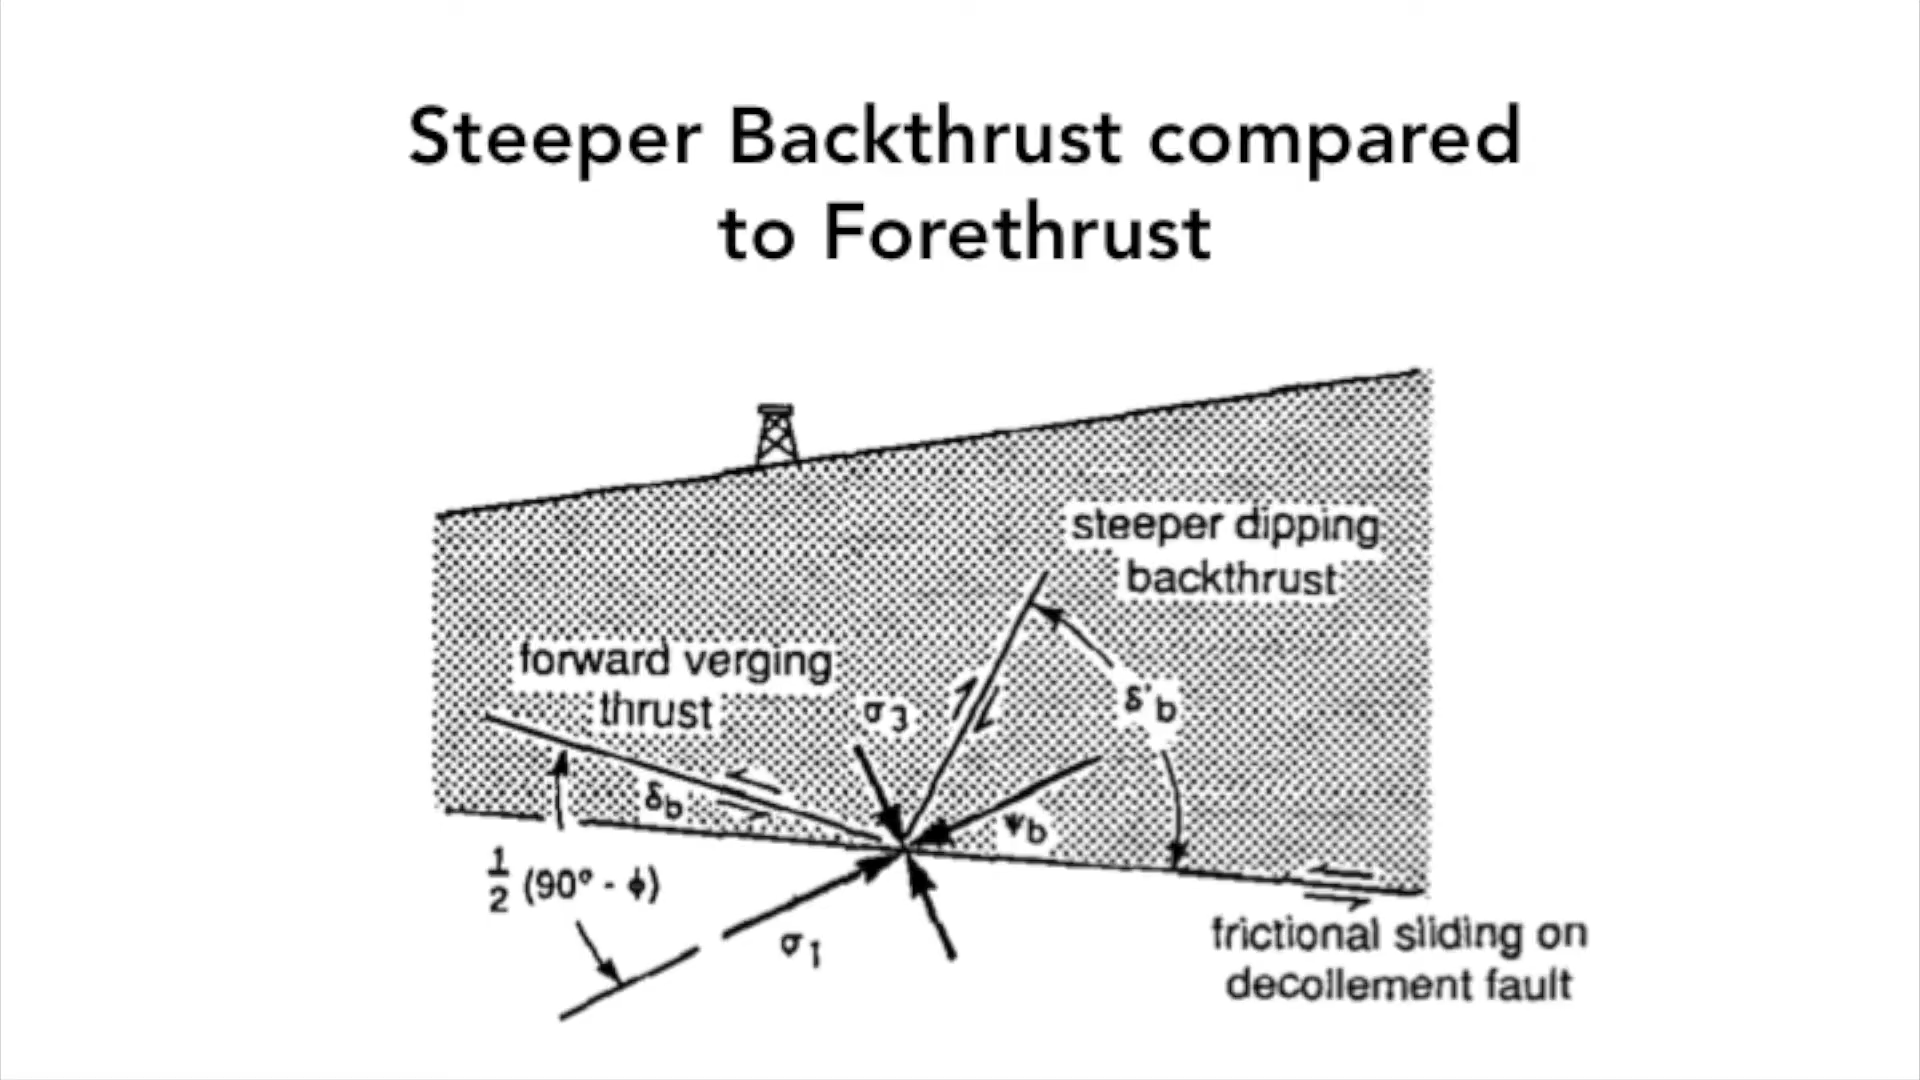 Steeper Backthrust compared
to Forethrust
steeper dipping
backthrust
forward verging
thrust
σ3
δ'b
δb
ψb
1/2 (90° - ϕ)
σ1
frictional sliding on
decollement fault